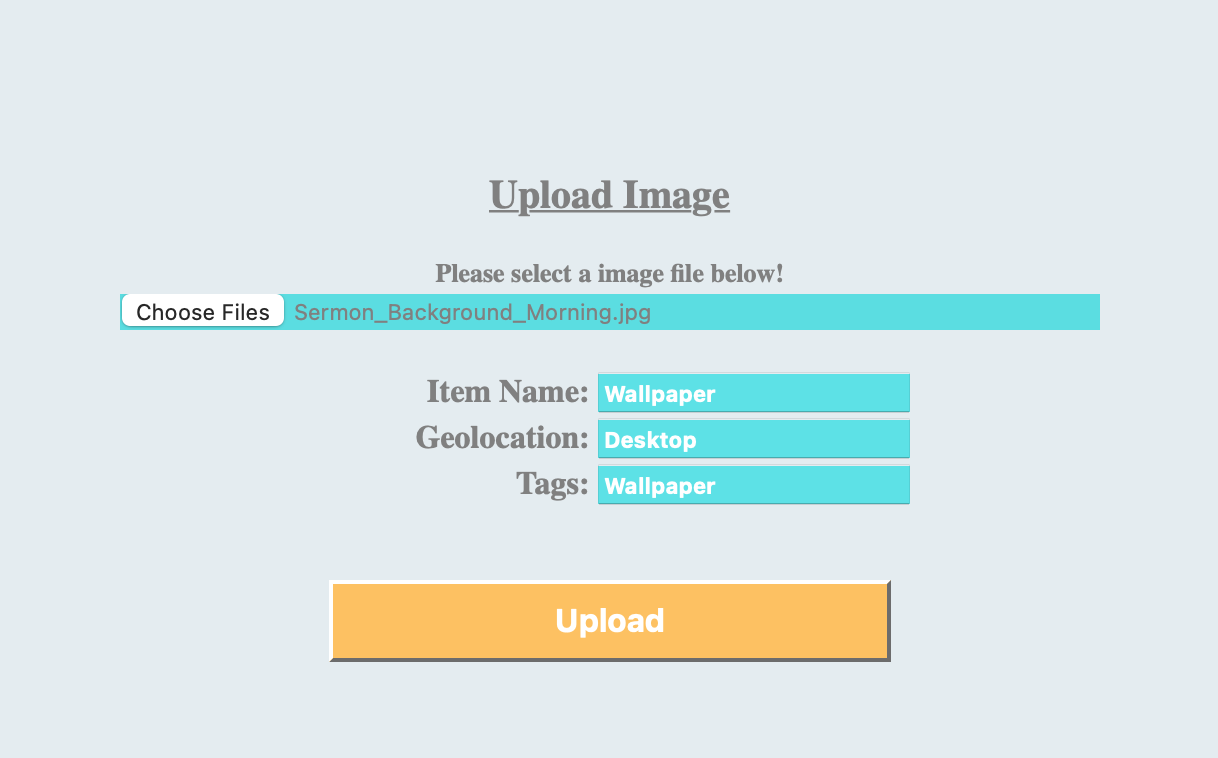 Upload Image
Please select a image file below!
Choose Files Sermon_Background_Morning.jpg
Item Name: Wallpaper
Geolocation: Desktop
Tags: Wallpaper
Upload